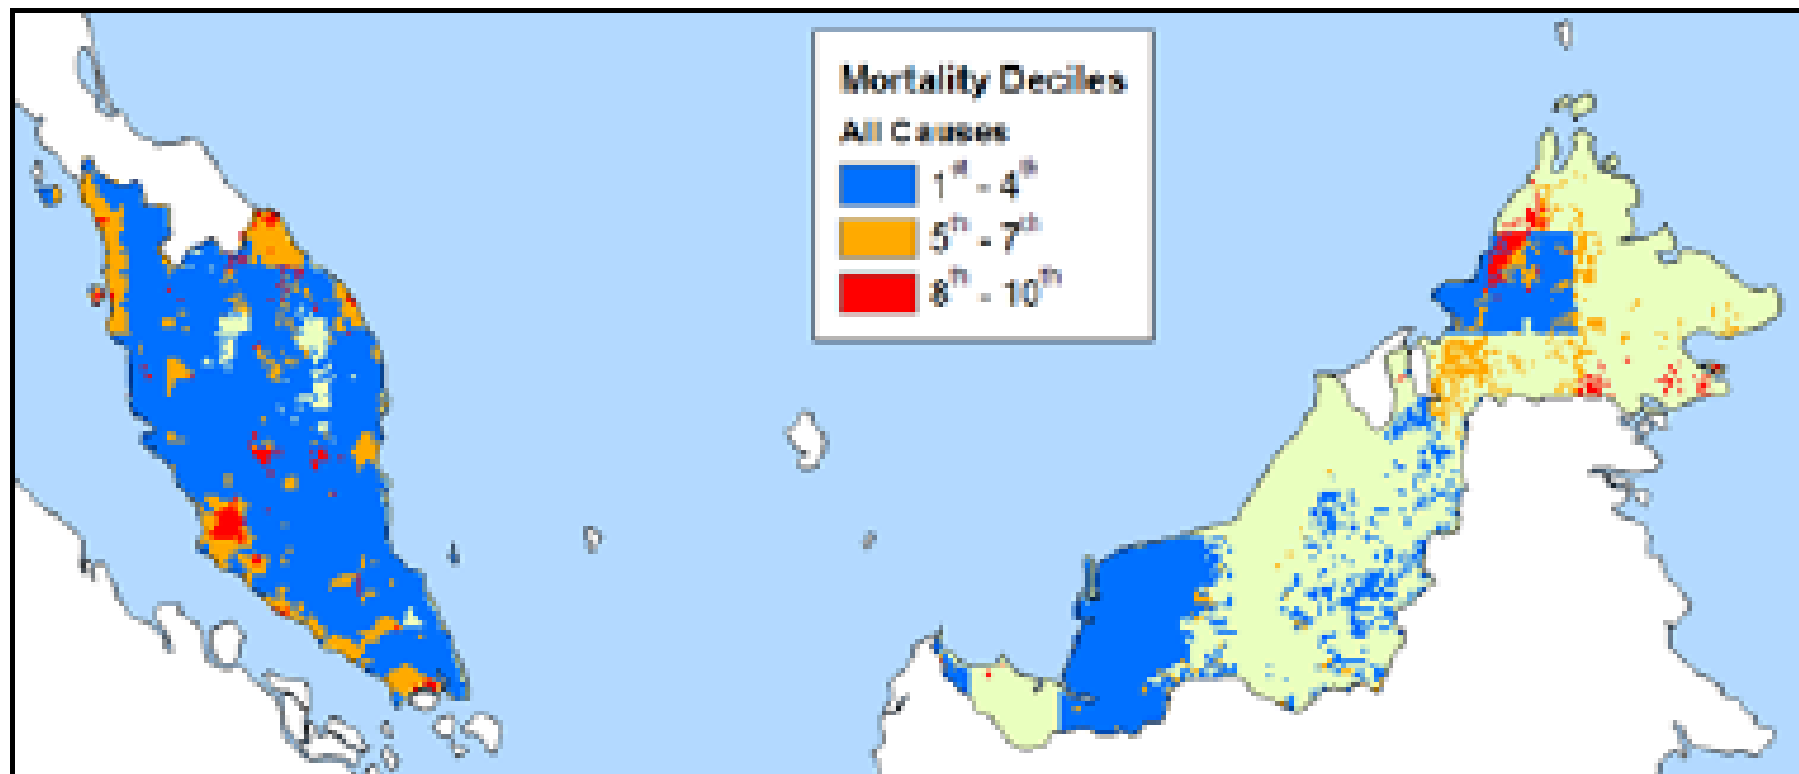 Mortality Deciles
All Causes
1st - 4th
5th - 7th
8th - 10th